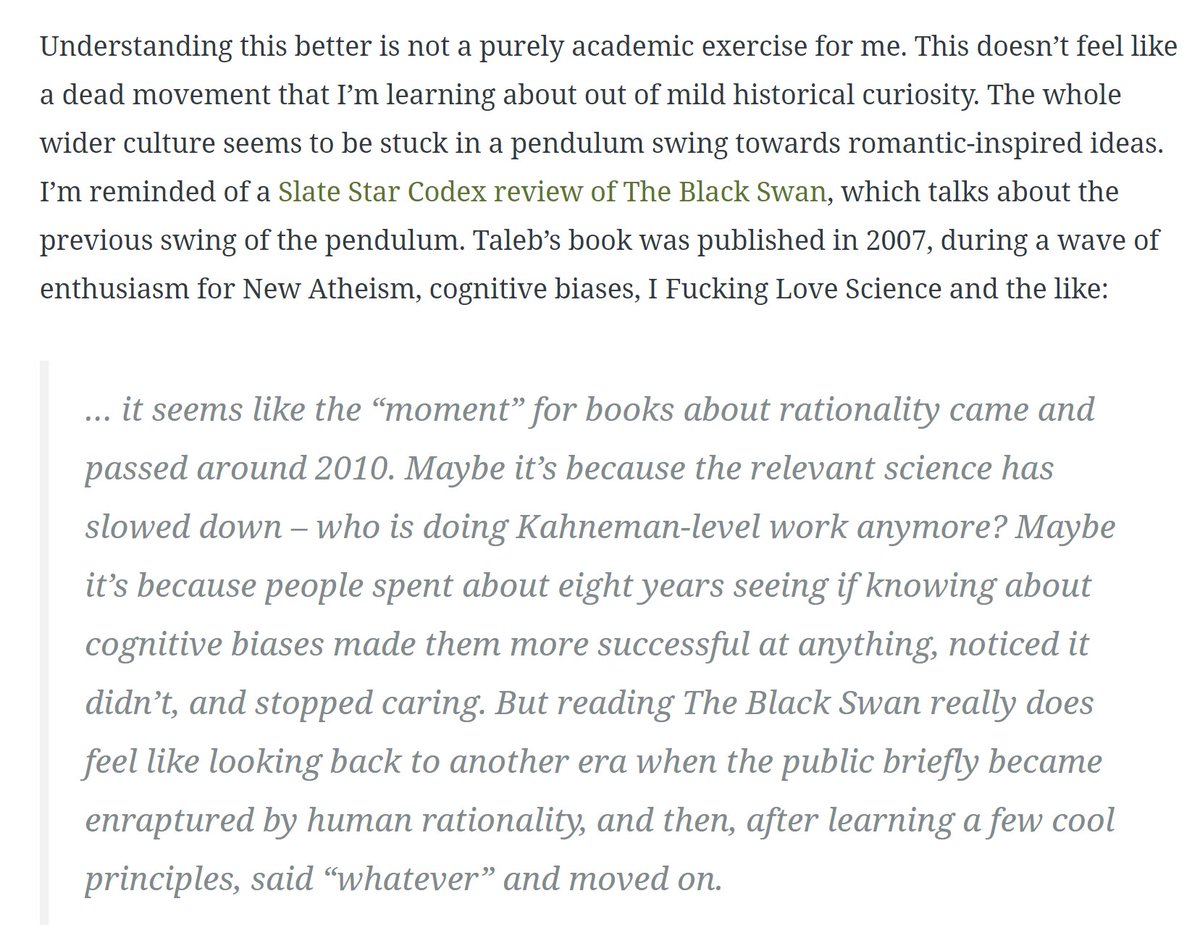 Understanding this better is not a purely academic exercise for me. This doesn’t feel like
a dead movement that I’m learning about out of mild historical curiosity. The whole
wider culture seems to be stuck in a pendulum swing towards romantic-inspired ideas.
I’m reminded of a Slate Star Codex review of The Black Swan, which talks about the
previous swing of the pendulum. Taleb’s book was published in 2007, during a wave of
enthusiasm for New Atheism, cognitive biases, I Fucking Love Science and the like:
… it seems like the “moment” for books about rationality came and
passed around 2010. Maybe it’s because the relevant science has
slowed down – who is doing Kahneman-level work anymore? Maybe
it’s because people spent about eight years seeing if knowing about
cognitive biases made them more successful at anything, noticed it
didn’t, and stopped caring. But reading The Black Swan really does
feel like looking back to another era when the public briefly became
enraptured by human rationality, and then, after learning a few cool
principles, said “whatever” and moved on.